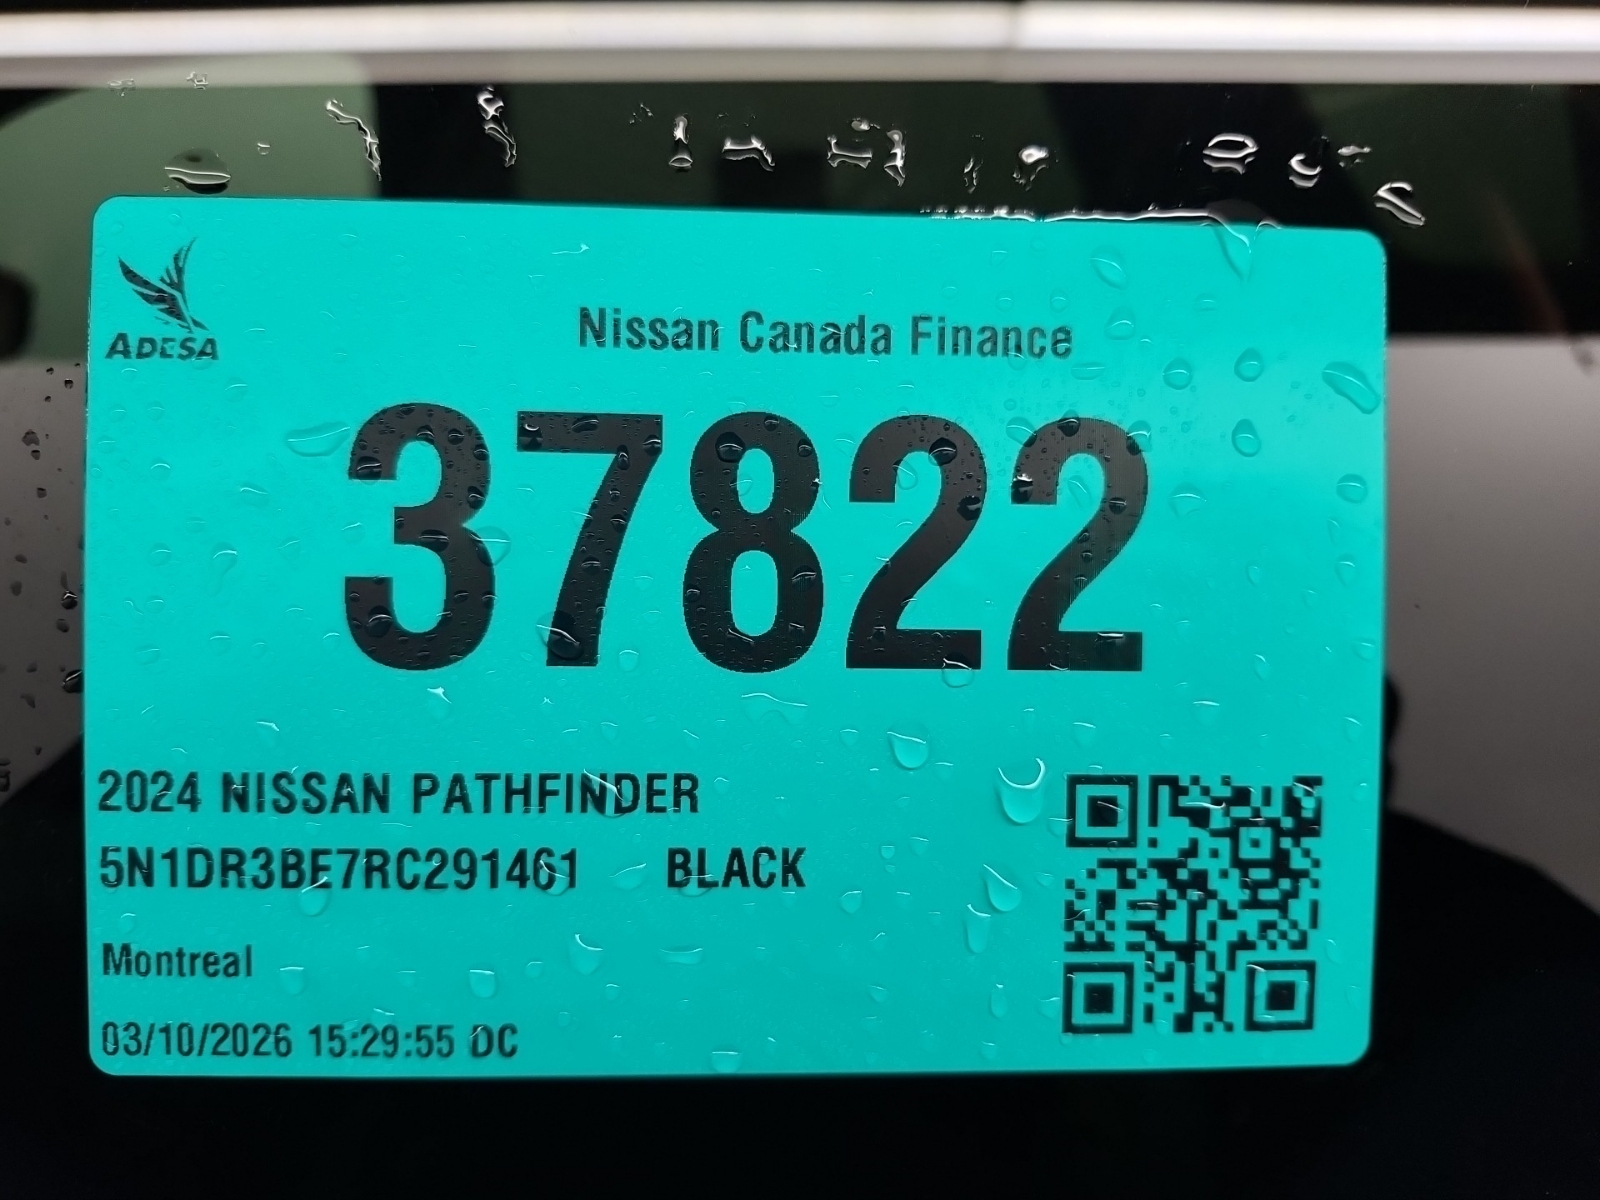 ADESA
Nissan Canada Finance
37822
2024 NISSAN PATHFINDER
5N1DR3BE7RC291461 BLACK
Montreal
03/10/2026 15:29:55 DC